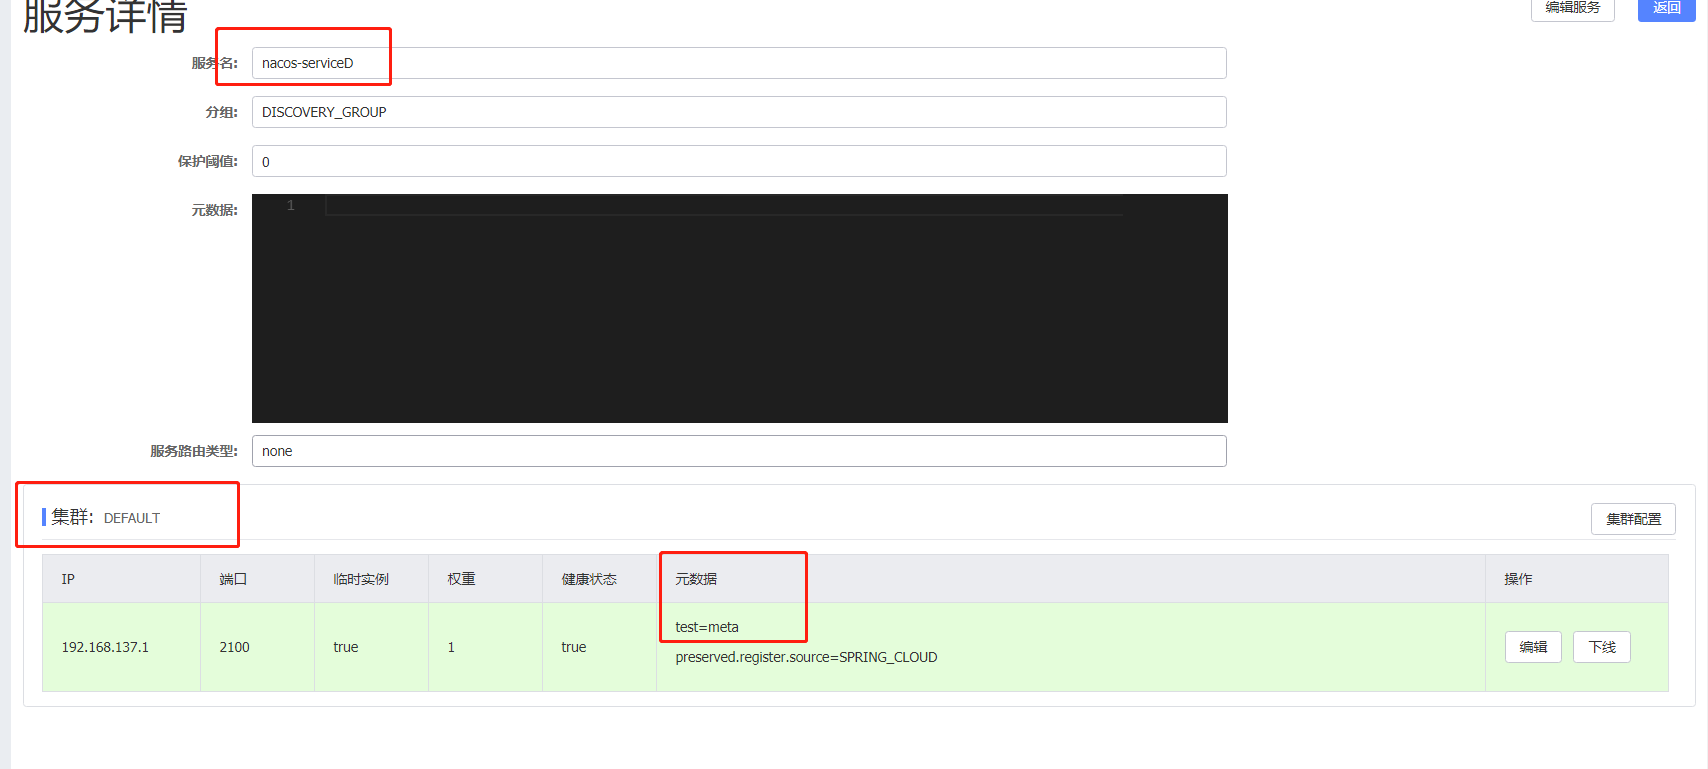 服务详情
编辑服务
返回
服务名: nacos-serviceD
分组: DISCOVERY_GROUP
保护阈值: 0
元数据: 1
服务路由类型: none
集群: DEFAULT
集群配置
IP 端口 临时实例 权重 健康状态 元数据 操作
192.168.137.1 2100 true 1 true test=meta
preserved.register.source=SPRING_CLOUD
编辑 下线